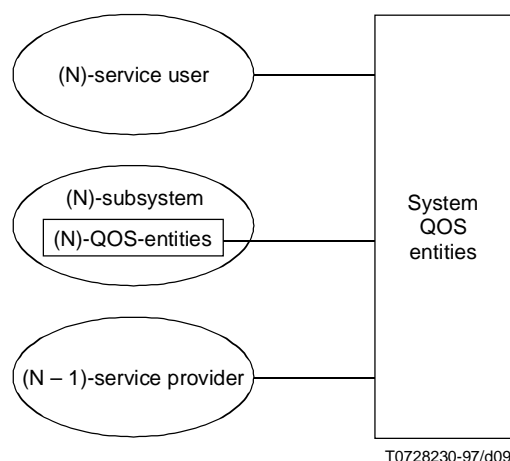 (N)-service user
(N)-subsystem
(N)-QOS-entities
(N – 1)-service provider
System
QOS
entities
T0728230-97/d09